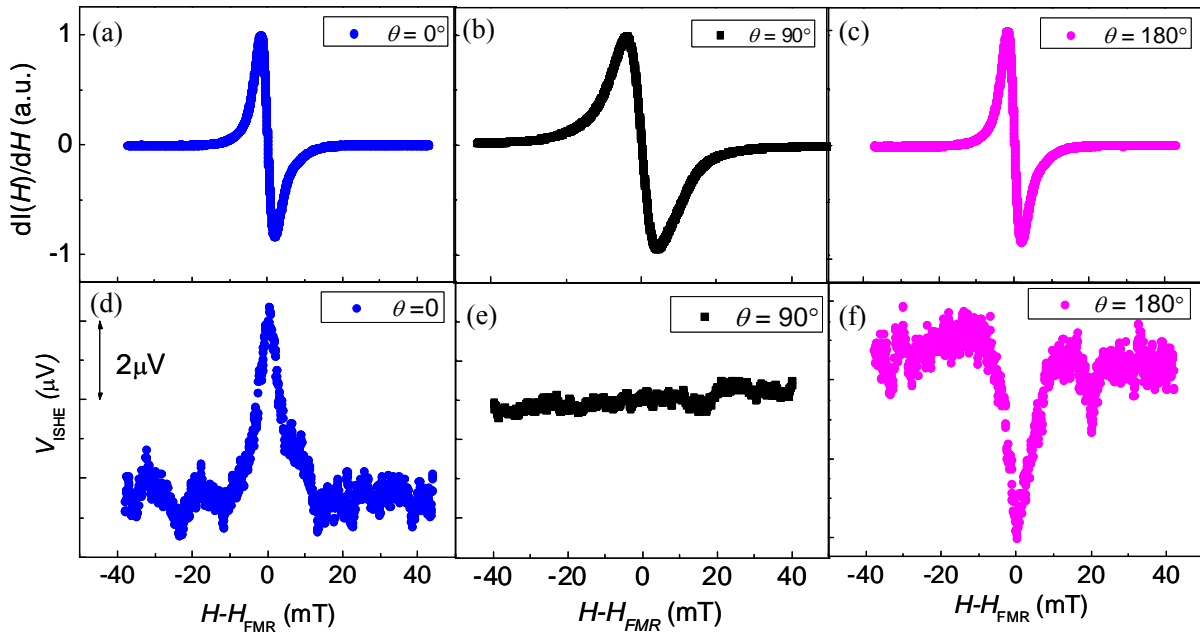 (a)
θ = 0°
(b)
θ = 90°
(c)
θ = 180°
dI(H)/dH (a.u.)
1
0
-1
(d)
θ =0
(e)
θ = 90°
(f)
θ = 180°
2μV
V_ISHE (μV)
-40 -20 0 20 40
-40 -20 0 20 40
-40 -20 0 20 40
H-H_FMR (mT)
H-H_FMR (mT)
H-H_FMR (mT)